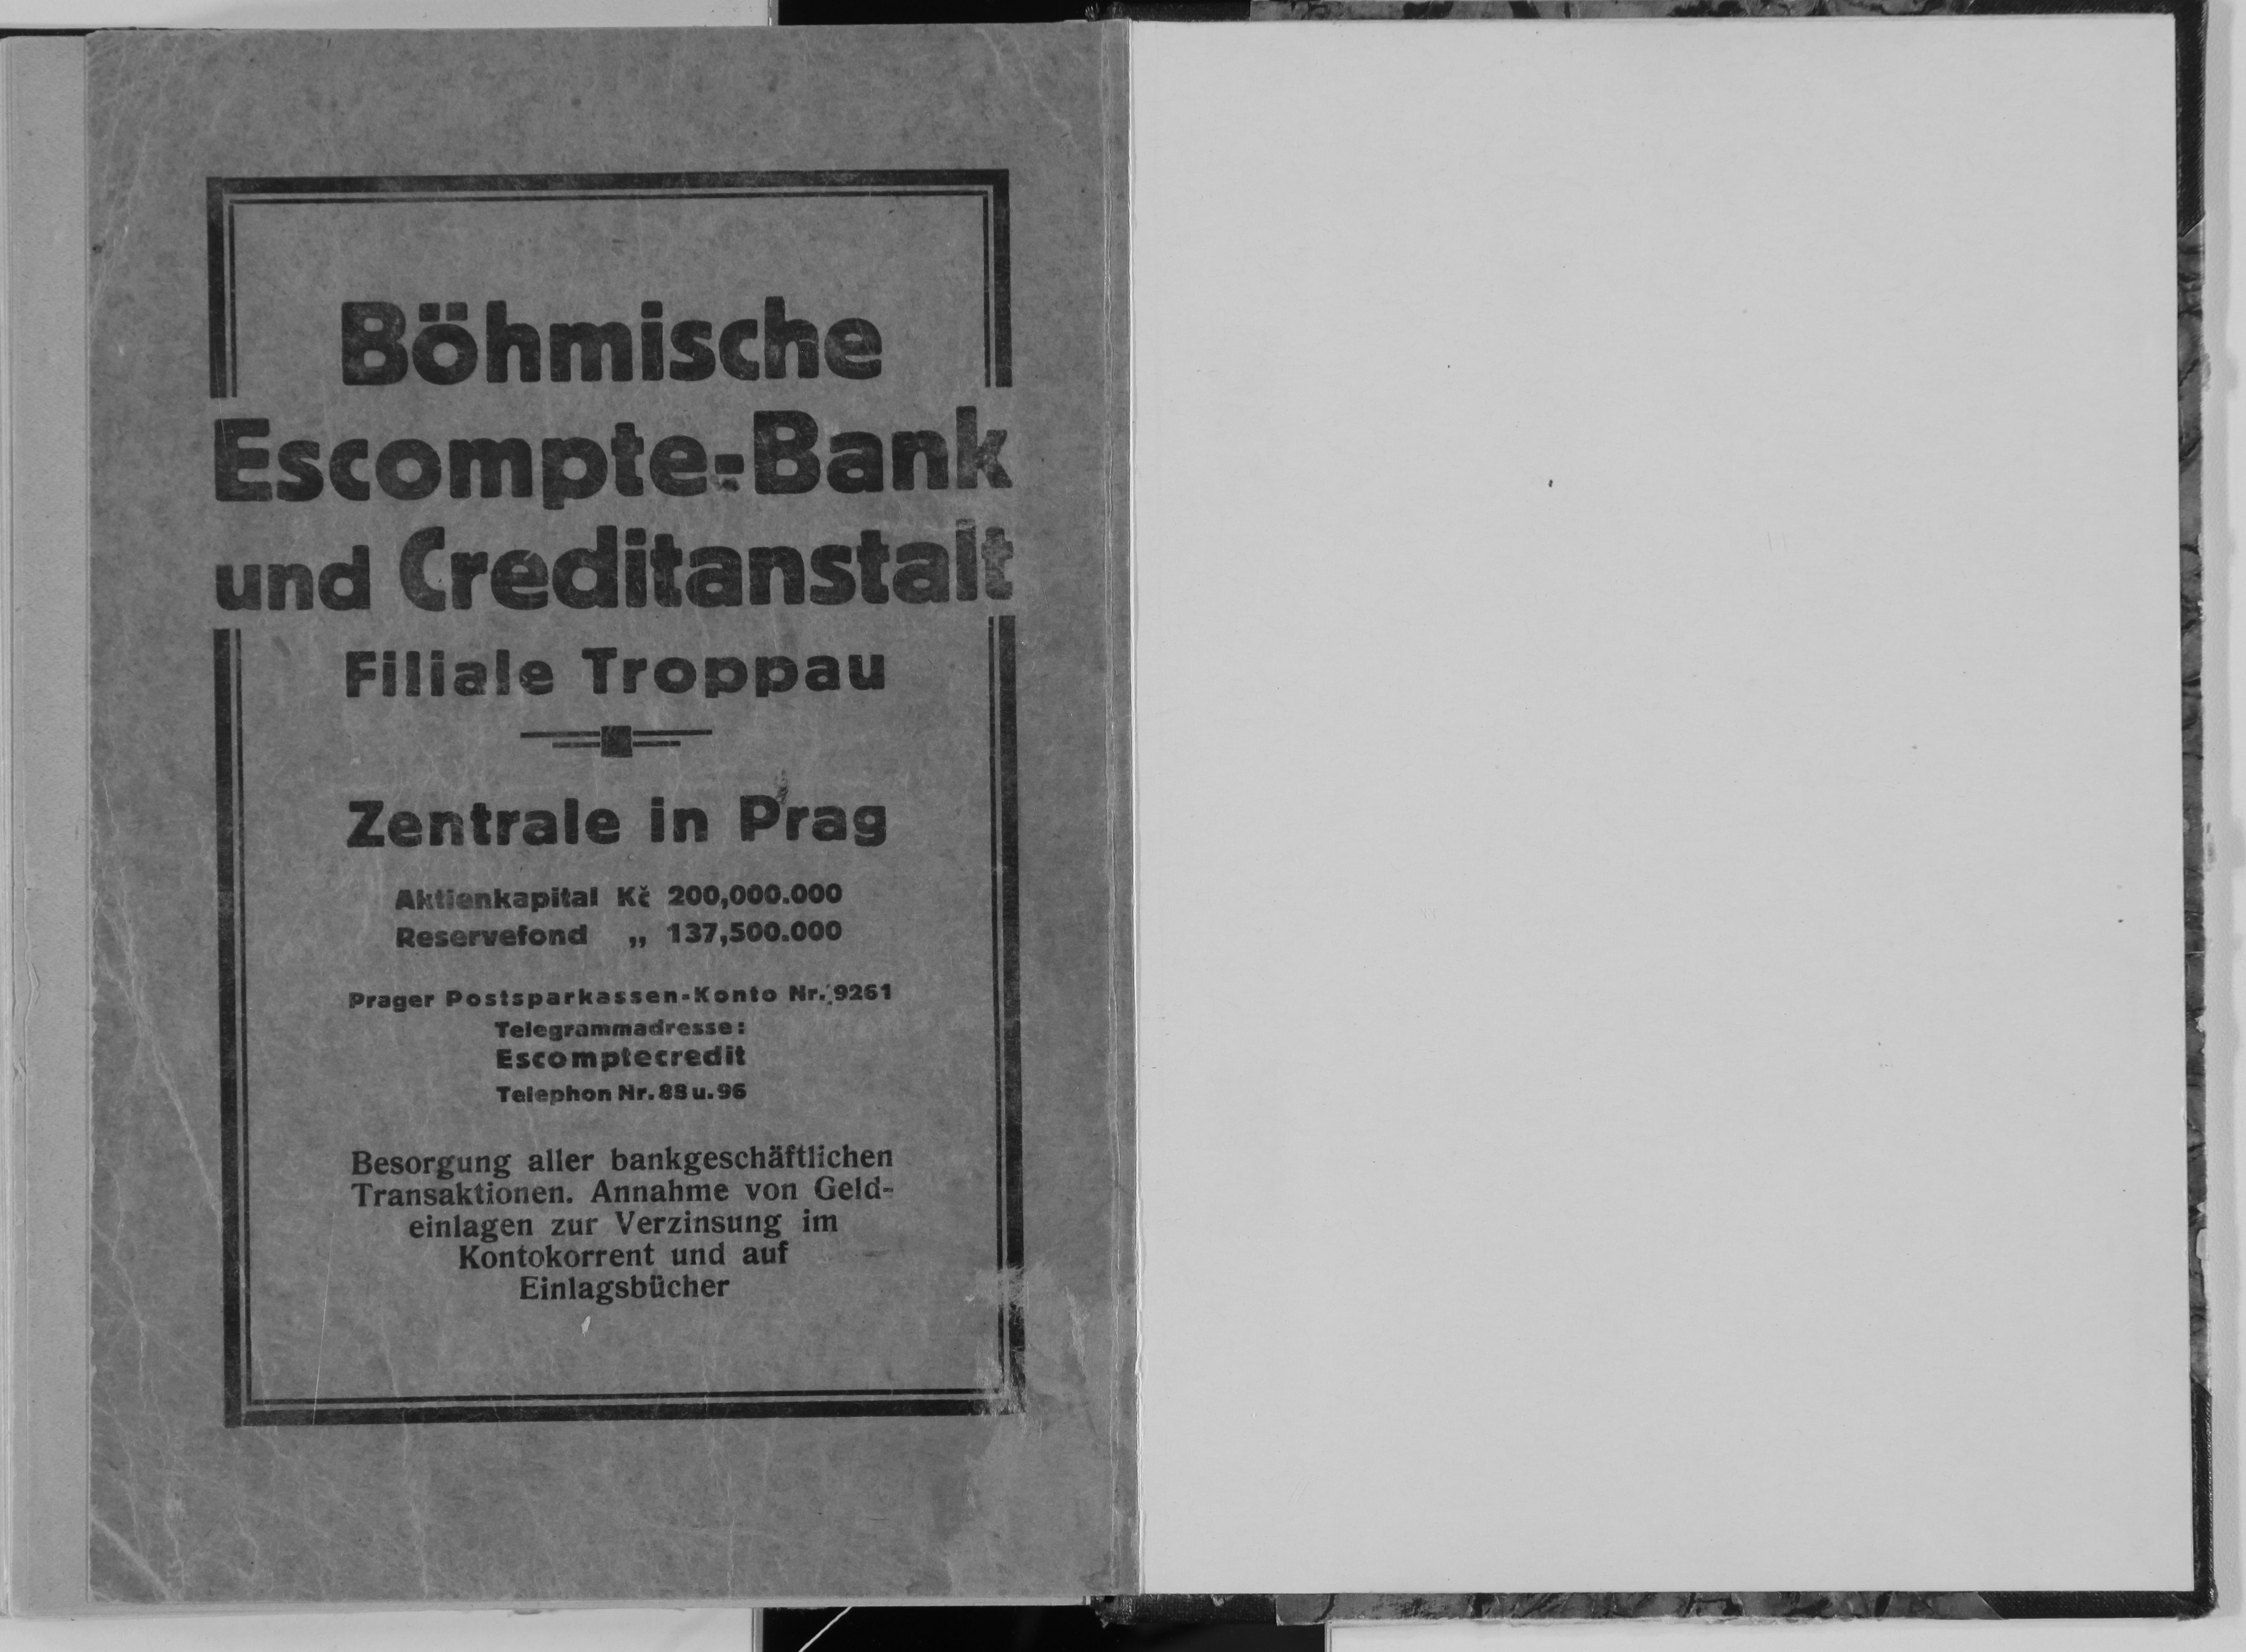 Böhmische
Escompte-Bank
und Creditanstalt
Filiale Troppau
Zentrale in Prag
Aktienkapital Kč 200,000.000
Reservefond „ 137,500.000
Prager Postsparkassen-Konto Nr. 9261
Telegrammadresse:
Escomptecredit
Telephon Nr. 88 u. 96
Besorgung aller bankgeschäftlichen
Transaktionen. Annahme von Geld-
einlagen zur Verzinsung im
Kontokorrent und auf
Einlagsbücher